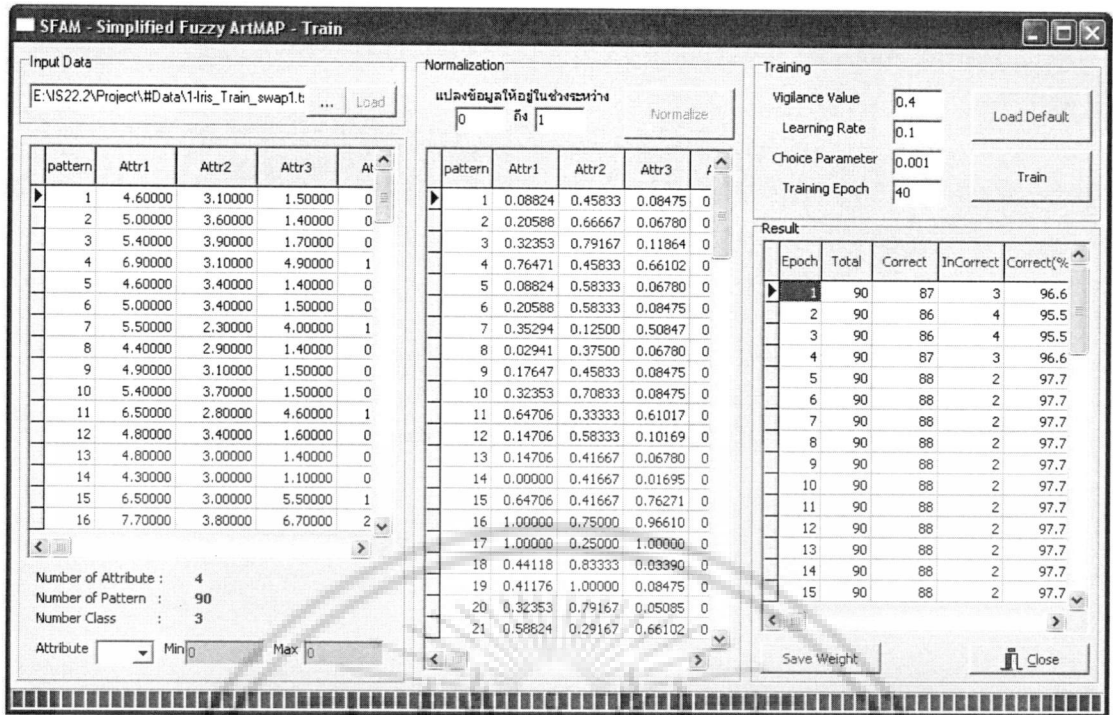 SFAM - Simplified Fuzzy ArtMAP - Train
Input Data
E:\IS22.2\Project\#Data\1-Iris_Train_swap1.t:
...
Load
pattern Attr1 Attr2 Attr3 At
1 4.60000 3.10000 1.50000 0
2 5.00000 3.60000 1.40000 0
3 5.40000 3.90000 1.70000 0
4 6.90000 3.10000 4.90000 1
5 4.60000 3.40000 1.40000 0
6 5.00000 3.40000 1.50000 0
7 5.50000 2.30000 4.00000 1
8 4.40000 2.90000 1.40000 0
9 4.90000 3.10000 1.50000 0
10 5.40000 3.70000 1.50000 0
11 6.50000 2.80000 4.60000 1
12 4.80000 3.40000 1.60000 0
13 4.80000 3.00000 1.40000 0
14 4.30000 3.00000 1.10000 0
15 6.50000 3.00000 5.50000 1
16 7.70000 3.80000 6.70000 2
Number of Attribute : 4
Number of Pattern : 90
Number Class : 3
Attribute Min 0 Max 0
Normalization
แปลงข้อมูลให้อยู่ในช่วงระหว่าง
0 ถึง 1
Normalize
pattern Attr1 Attr2 Attr3
1 0.08824 0.45833 0.08475 0
2 0.20588 0.66667 0.06780 0
3 0.32353 0.79167 0.11864 0
4 0.76471 0.45833 0.66102 0
5 0.08824 0.58333 0.06780 0
6 0.20588 0.58333 0.08475 0
7 0.35294 0.12500 0.50847 0
8 0.02941 0.37500 0.06780 0
9 0.17647 0.45833 0.08475 0
10 0.32353 0.70833 0.08475 0
11 0.64706 0.33333 0.61017 0
12 0.14706 0.58333 0.10169 0
13 0.14706 0.41667 0.06780 0
14 0.00000 0.41667 0.01695 0
15 0.64706 0.41667 0.76271 0
16 1.00000 0.75000 0.96610 0
17 1.00000 0.25000 1.00000 0
18 0.44118 0.83333 0.03390 0
19 0.41176 1.00000 0.08475 0
20 0.32353 0.79167 0.05085 0
21 0.58824 0.29167 0.66102 0
Training
Vigilance Value 0.4
Learning Rate 0.1
Choice Parameter 0.001
Training Epoch 40
Load Default
Train
Result
Epoch Total Correct InCorrect Correct(%
1 90 87 3 96.6
2 90 86 4 95.5
3 90 86 4 95.5
4 90 87 3 96.6
5 90 88 2 97.7
6 90 88 2 97.7
7 90 88 2 97.7
8 90 88 2 97.7
9 90 88 2 97.7
10 90 88 2 97.7
11 90 88 2 97.7
12 90 88 2 97.7
13 90 88 2 97.7
14 90 88 2 97.7
15 90 88 2 97.7
Save Weight
Close